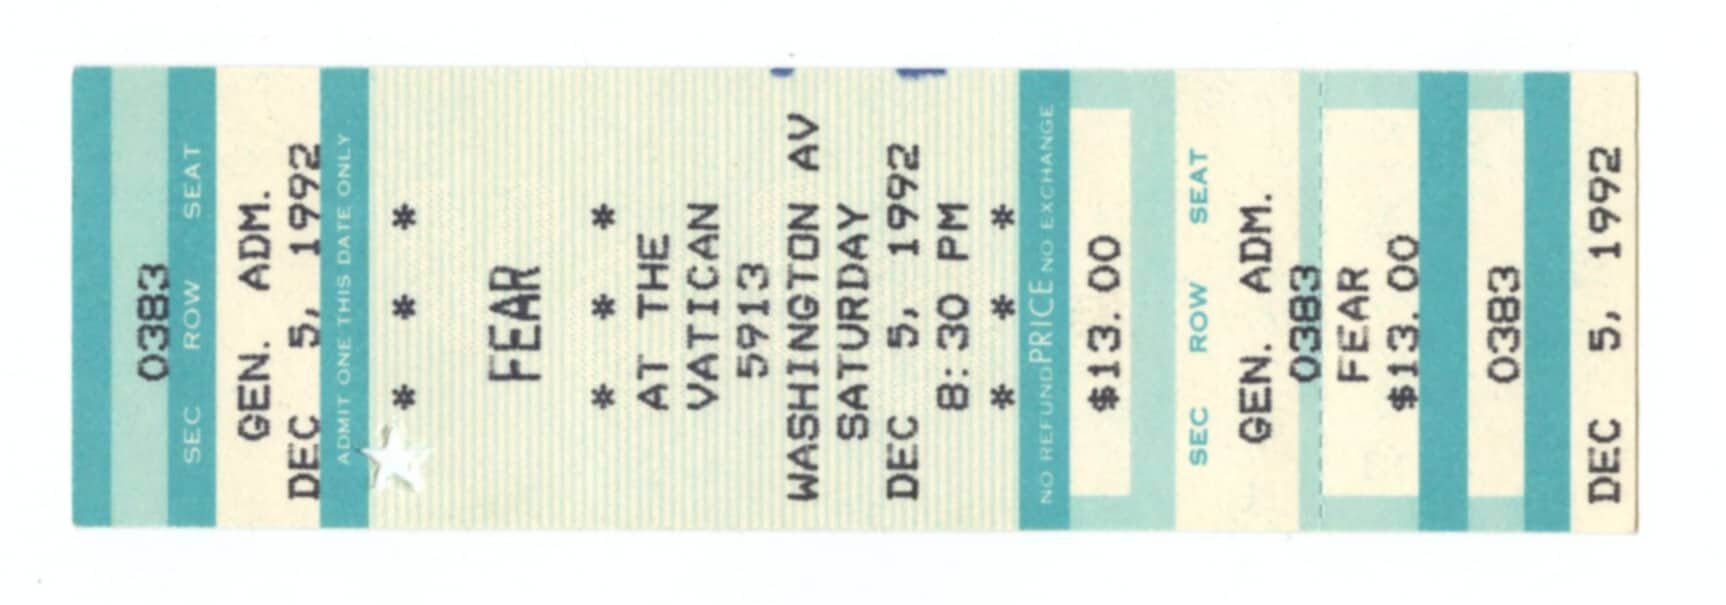 0383
SEC ROW SEAT
GEN. ADM.
DEC 5, 1992
ADMIT ONE THIS DATE ONLY
* * *
FEAR
* * *
AT THE
VATICAN
5913
WASHINGTON AV
SATURDAY
DEC 5, 1992
8:30 PM
* * *
NO REFUND PRICE NO EXCHANGE
$13.00
SEC ROW SEAT
GEN. ADM.
0383
FEAR
$13.00
0383
DEC 5, 1992